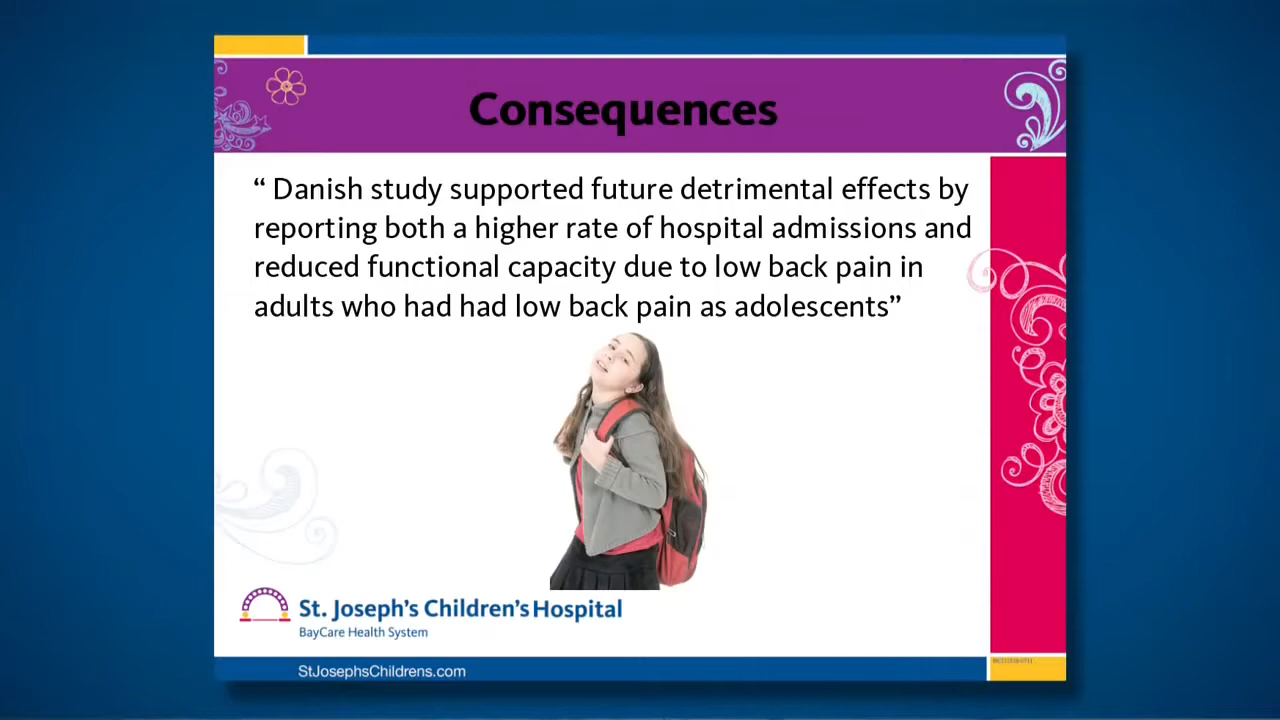 Consequences
“ Danish study supported future detrimental effects by
reporting both a higher rate of hospital admissions and
reduced functional capacity due to low back pain in
adults who had had low back pain as adolescents”
St. Joseph's Children's Hospital
BayCare Health System
StJosephsChildrens.com